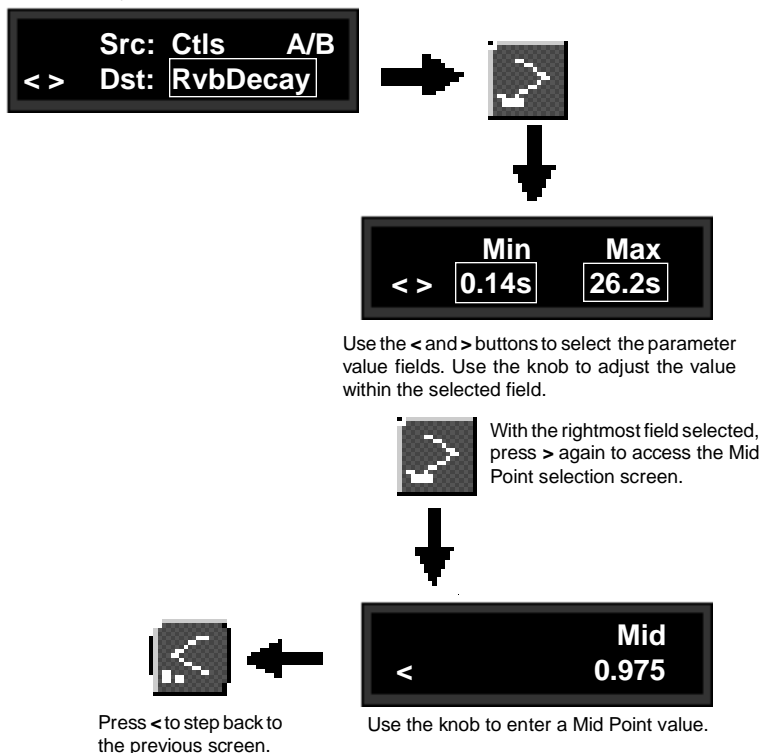 Src: Ctls A/B
< > Dst: RvbDecay
Min Max
< > 0.14s 26.2s
Use the < and > buttons to select the parameter
value fields. Use the knob to adjust the value
within the selected field.
With the rightmost field selected,
press > again to access the Mid
Point selection screen.
Mid
< 0.975
Press < to step back to
the previous screen.
Use the knob to enter a Mid Point value.